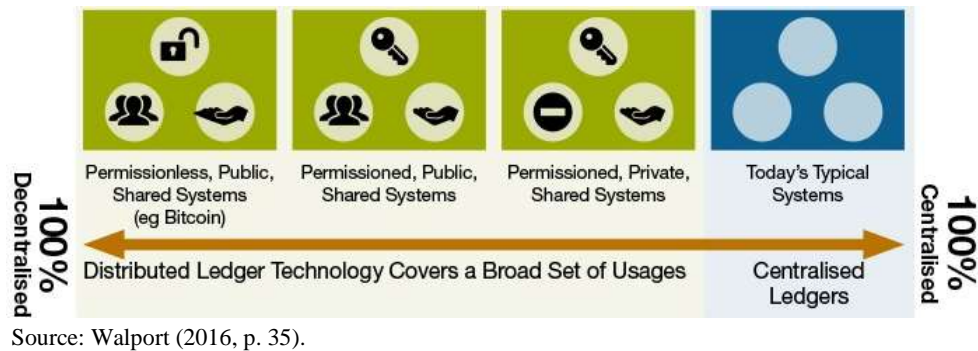 Permissionless, Public,
Shared Systems
(eg Bitcoin)
Permissioned, Public,
Shared Systems
Permissioned, Private,
Shared Systems
Today's Typical
Systems
100%
Decentralised
100%
Centralised
Distributed Ledger Technology Covers a Broad Set of Usages
Centralised
Ledgers
Source: Walport (2016, p. 35).